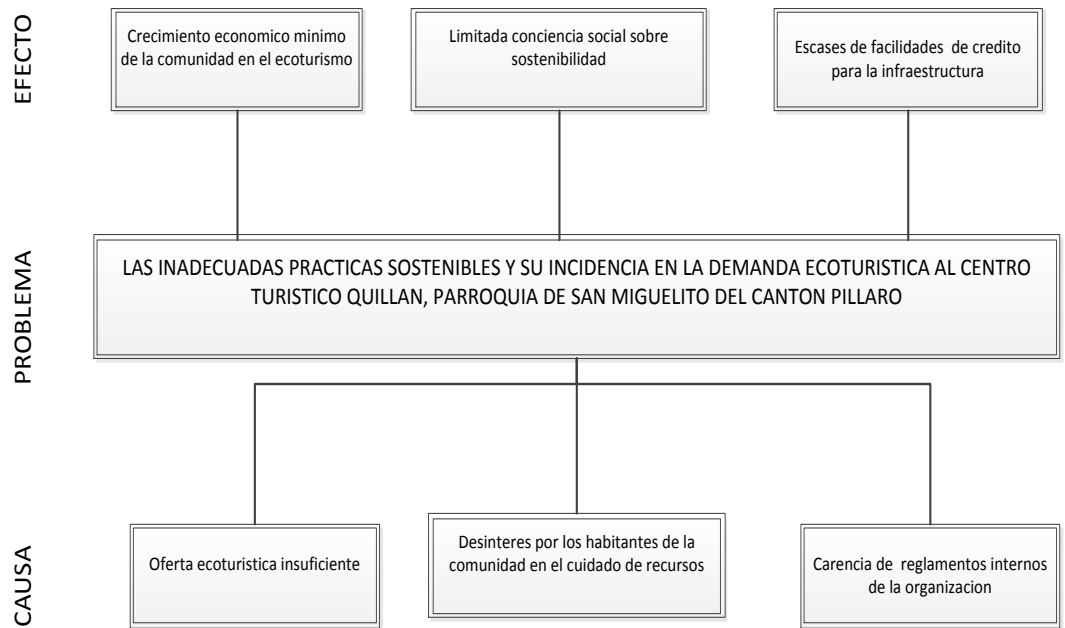 EFECTO
Crecimiento economico minimo
de la comunidad en el ecoturismo
Limitada conciencia social sobre
sostenibilidad
Escases de facilidades de credito
para la infraestructura
PROBLEMA
LAS INADECUADAS PRACTICAS SOSTENIBLES Y SU INCIDENCIA EN LA DEMANDA ECOTURISTICA AL CENTRO
TURISTICO QUILLAN, PARROQUIA DE SAN MIGUELITO DEL CANTON PILLARO
CAUSA
Oferta ecoturistica insuficiente
Desinteres por los habitantes de la
comunidad en el cuidado de recursos
Carencia de reglamentos internos
de la organizacion